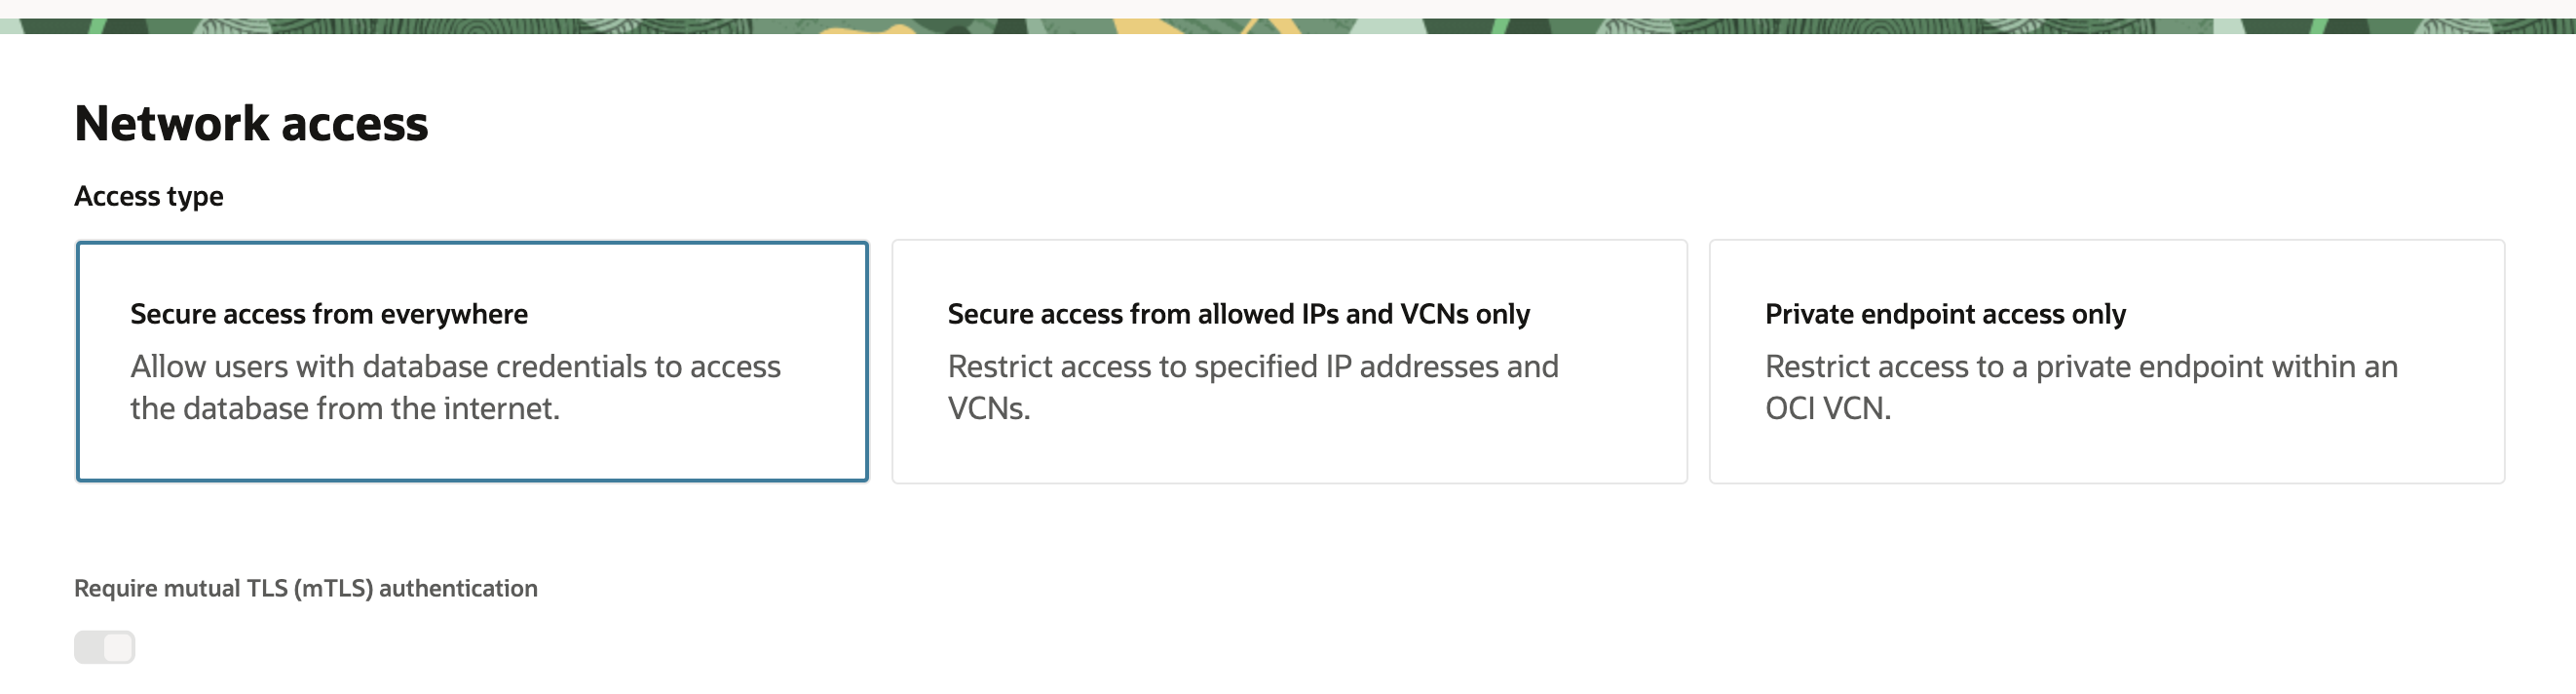 Network access
Access type
Secure access from everywhere
Allow users with database credentials to access
the database from the internet.
Secure access from allowed IPs and VCNs only
Restrict access to specified IP addresses and
VCNs.
Private endpoint access only
Restrict access to a private endpoint within an
OCI VCN.
Require mutual TLS (mTLS) authentication